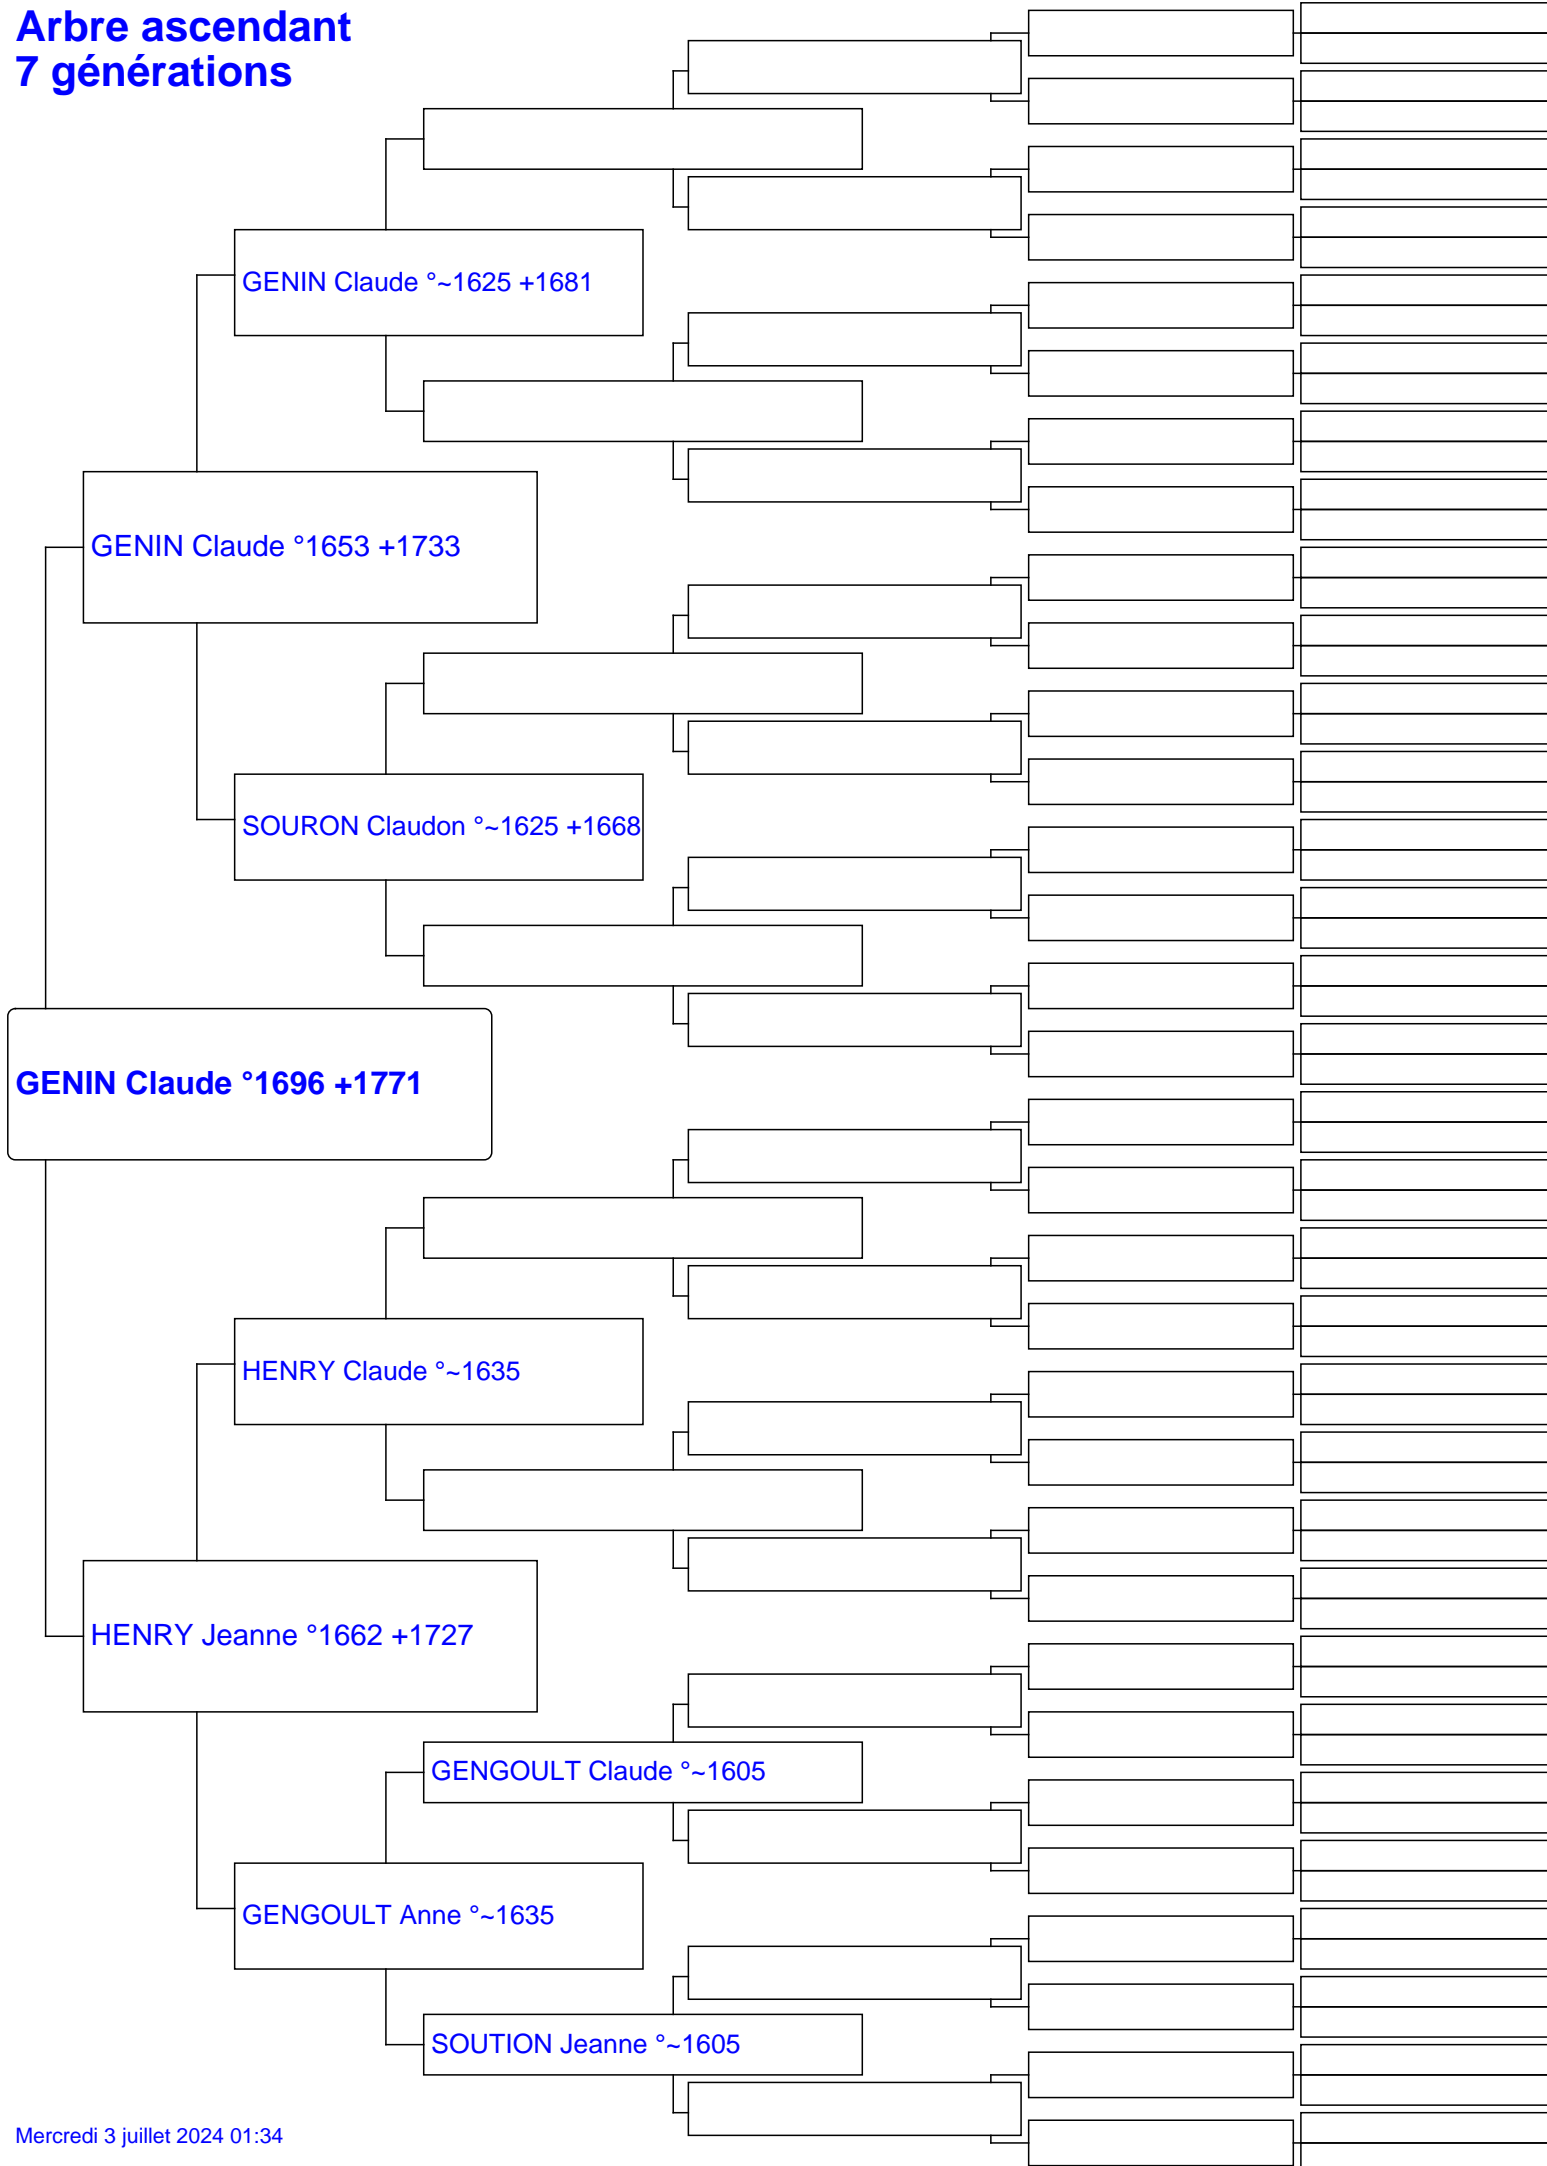 Arbre ascendant
7 générations
GENIN Claude °~1625 +1681
GENIN Claude °1653 +1733
SOURON Claudon °~1625 +1668
GENIN Claude °1696 +1771
HENRY Claude °~1635
HENRY Jeanne °1662 +1727
GENGOULT Claude °~1605
GENGOULT Anne °~1635
SOUTION Jeanne °~1605
Mercredi 3 juillet 2024 01:34